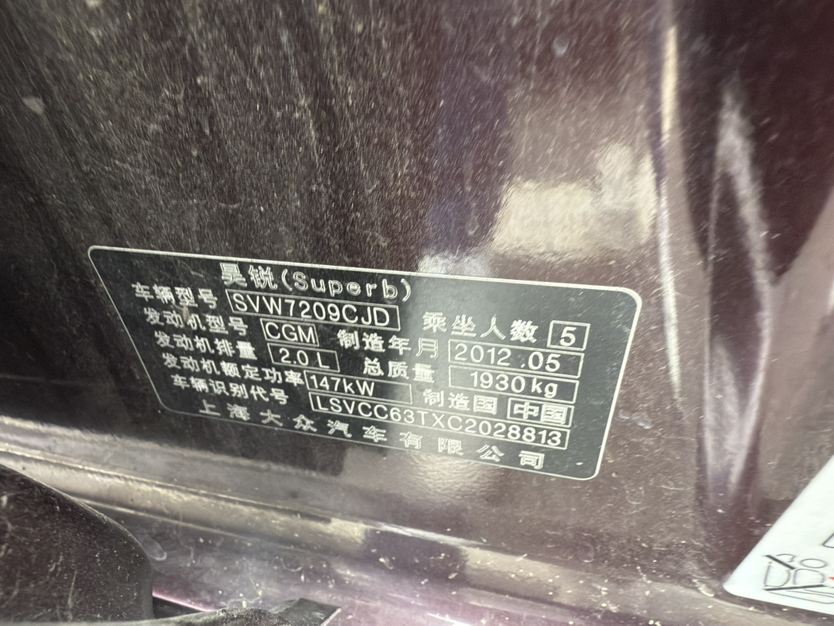 昊锐(Superb)
车辆型号 SVW7209CJD 乘坐人数 5
发动机型号 CGM 制造年月 2012.05
发动机排量 2.0L 总质量 1930kg
发动机额定功率 147kW 制造国 中国
车辆识别代号 LSVCC63TXC2028813
上海大众汽车有限公司